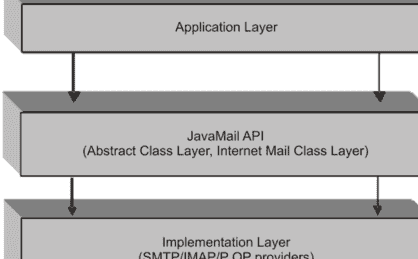 Application Layer
JavaMail API
(Abstract Class Layer, Internet Mail Class Layer)
Implementation Layer
(SMTP/IMAP/P OP providers)